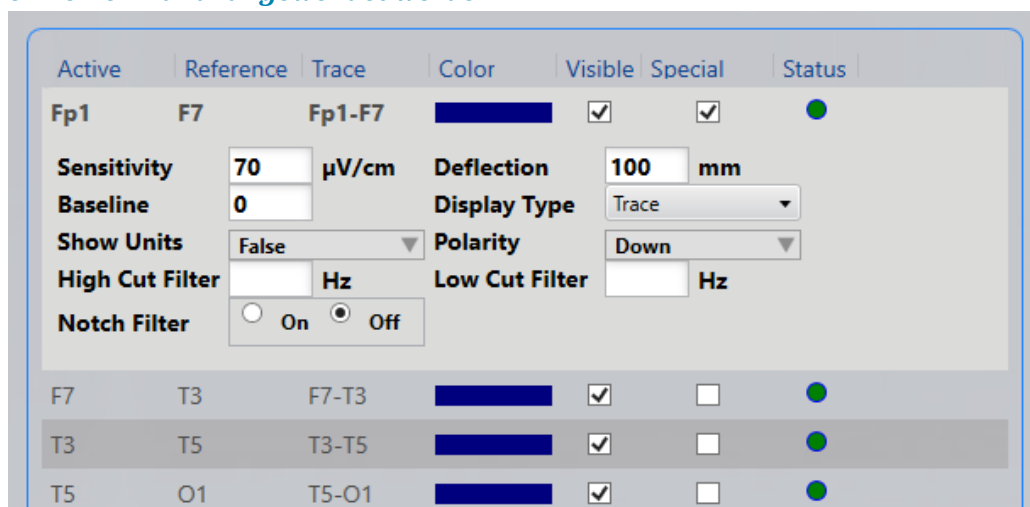 Active Reference Trace Color Visible Special Status
Fp1 F7 Fp1-F7
Sensitivity 70 µV/cm Deflection 100 mm
Baseline 0 Display Type Trace
Show Units False Polarity Down
High Cut Filter Hz Low Cut Filter Hz
Notch Filter On Off
F7 T3 F7-T3
T3 T5 T3-T5
T5 O1 T5-O1